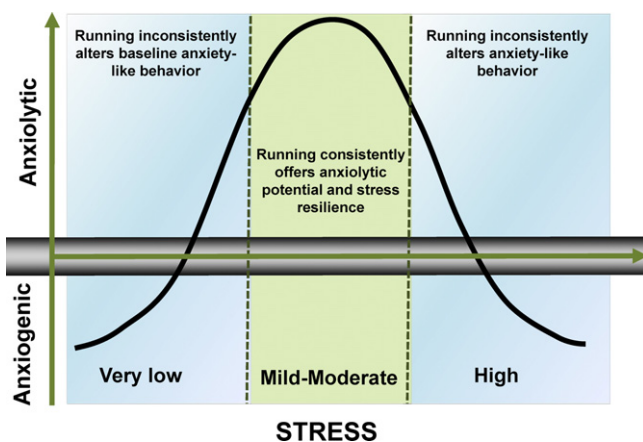 Running inconsistently
alters baseline anxiety-
like behavior
Running inconsistently
alters anxiety-like
behavior
Running consistently
offers anxiolytic
potential and stress
resilience
Anxiolytic
Anxiogenic
Very low
Mild-Moderate
High
STRESS